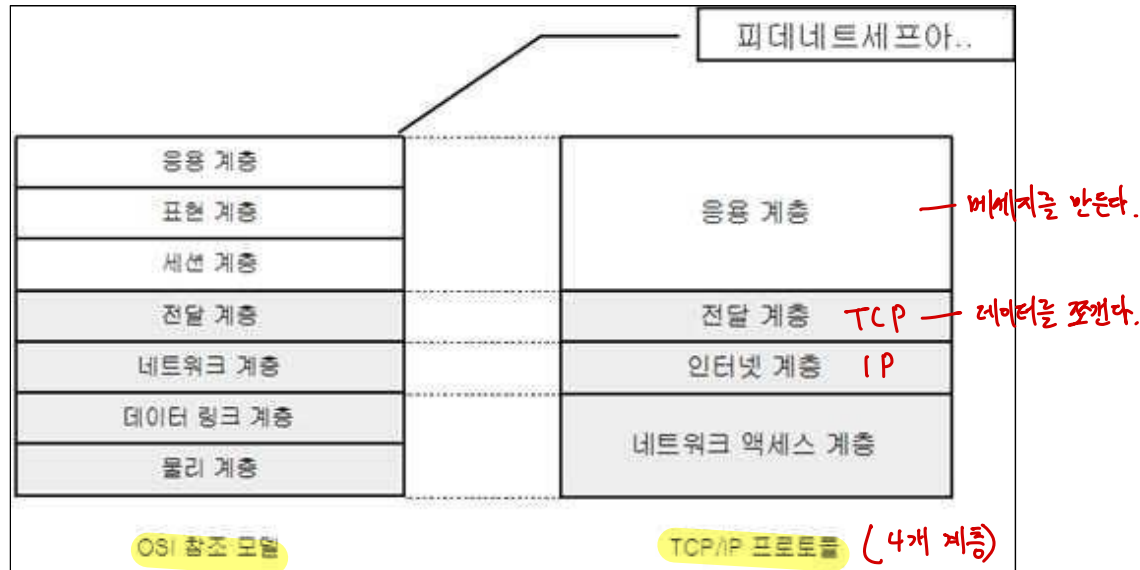 피데네트세프아..
응용 계층
표현 계층
세션 계층
전달 계층
네트워크 계층
데이터 링크 계층
물리 계층
OSI 참조 모델
응용 계층 — 메세지를 만든다.
전달 계층 TCP — 데이터를 쪼갠다.
인터넷 계층 IP
네트워크 액세스 계층
TCP/IP 프로토콜 (4개 계층)